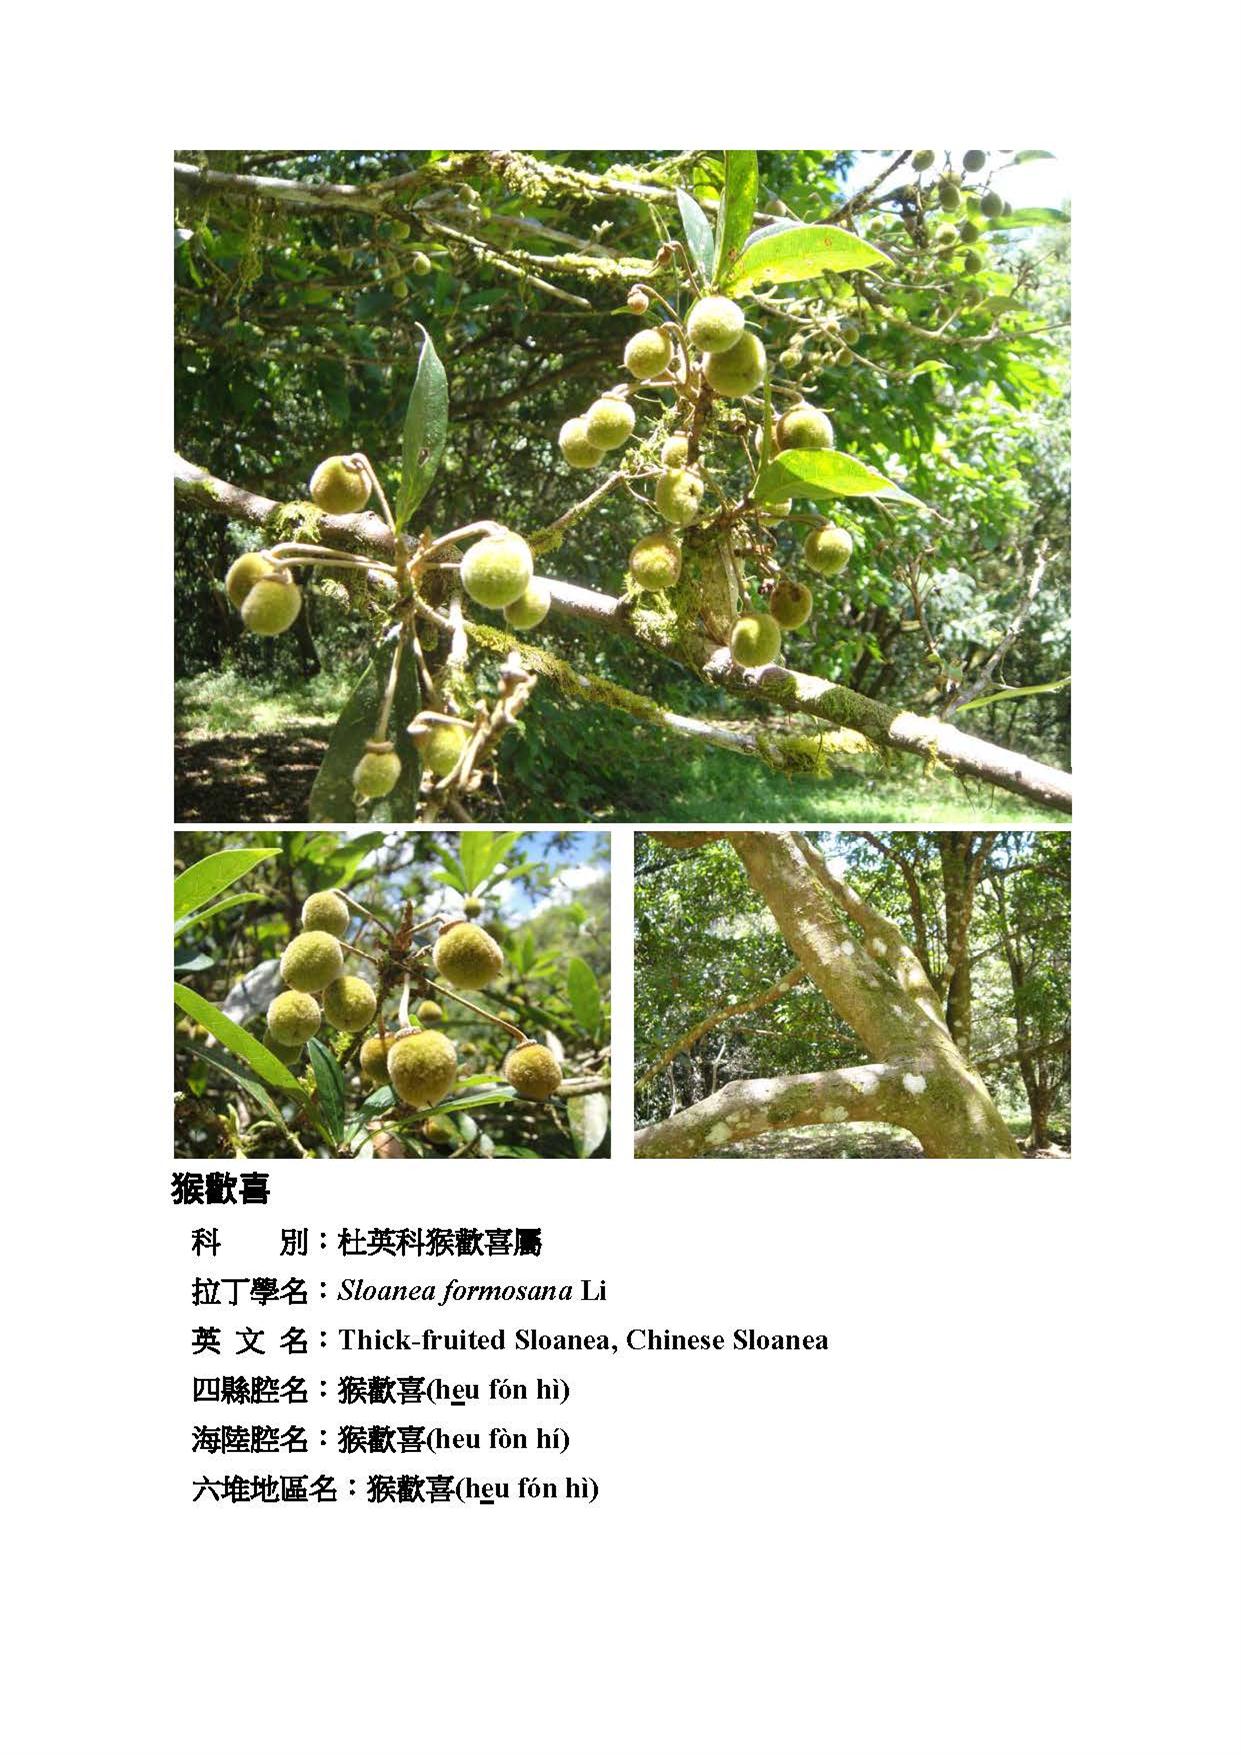 猴歡喜
科　　別：杜英科猴歡喜屬
拉丁學名：Sloanea formosana Li
英 文 名：Thick-fruited Sloanea, Chinese Sloanea
四縣腔名：猴歡喜(heu fón hì)
海陸腔名：猴歡喜(heu fòn hí)
六堆地區名：猴歡喜(heu fón hì)